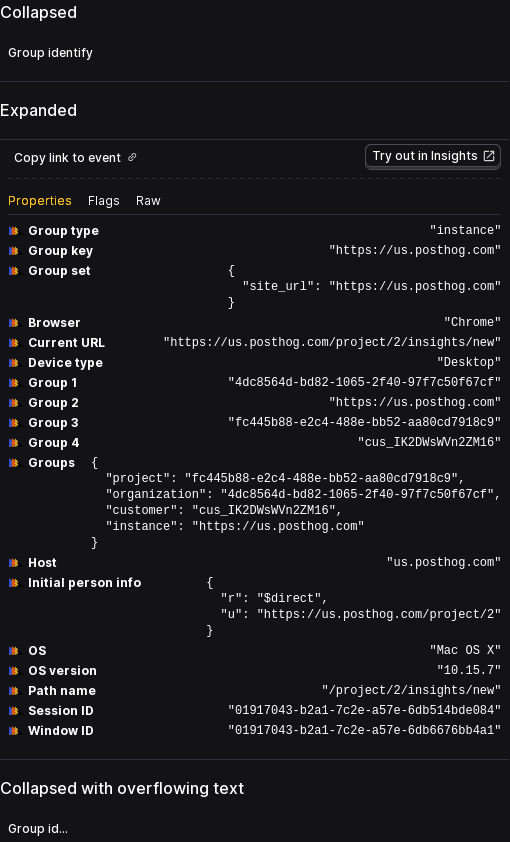 Collapsed
Group identify
Expanded
Copy link to event
Try out in Insights
Properties Flags Raw
Group type "instance"
Group key "https://us.posthog.com"
Group set {
"site_url": "https://us.posthog.com"
}
Browser "Chrome"
Current URL "https://us.posthog.com/project/2/insights/new"
Device type "Desktop"
Group 1 "4dc8564d-bd82-1065-2f40-97f7c50f67cf"
Group 2 "https://us.posthog.com"
Group 3 "fc445b88-e2c4-488e-bb52-aa80cd7918c9"
Group 4 "cus_IK2DWsWVn2ZM16"
Groups {
"project": "fc445b88-e2c4-488e-bb52-aa80cd7918c9",
"organization": "4dc8564d-bd82-1065-2f40-97f7c50f67cf",
"customer": "cus_IK2DWsWVn2ZM16",
"instance": "https://us.posthog.com"
}
Host "us.posthog.com"
Initial person info {
"r": "$direct",
"u": "https://us.posthog.com/project/2"
}
OS "Mac OS X"
OS version "10.15.7"
Path name "/project/2/insights/new"
Session ID "01917043-b2a1-7c2e-a57e-6db514bde084"
Window ID "01917043-b2a1-7c2e-a57e-6db6676bb4a1"
Collapsed with overflowing text
Group id...